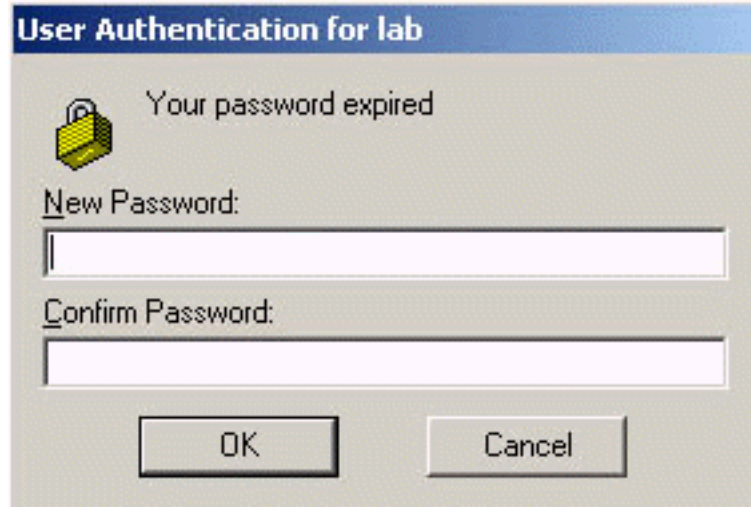 User Authentication for lab
Your password expired
New Password:
Confirm Password:
OK Cancel